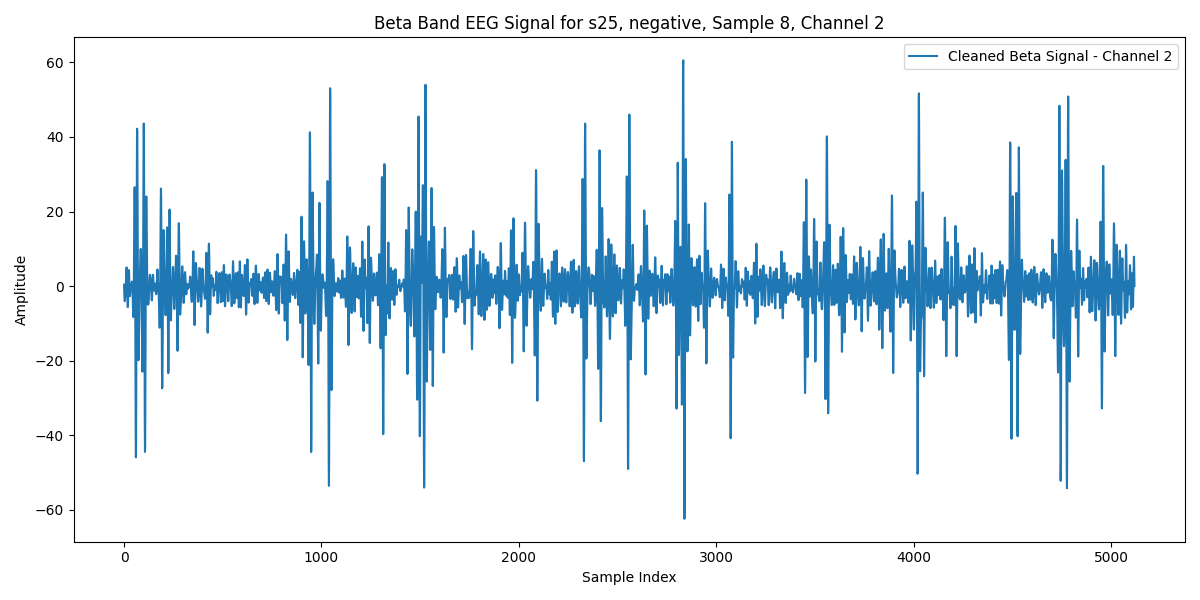 Beta Band EEG Signal for s25, negative, Sample 8, Channel 2
Cleaned Beta Signal - Channel 2
Amplitude
60
40
20
0
−20
−40
−60
0 1000 2000 3000 4000 5000
Sample Index